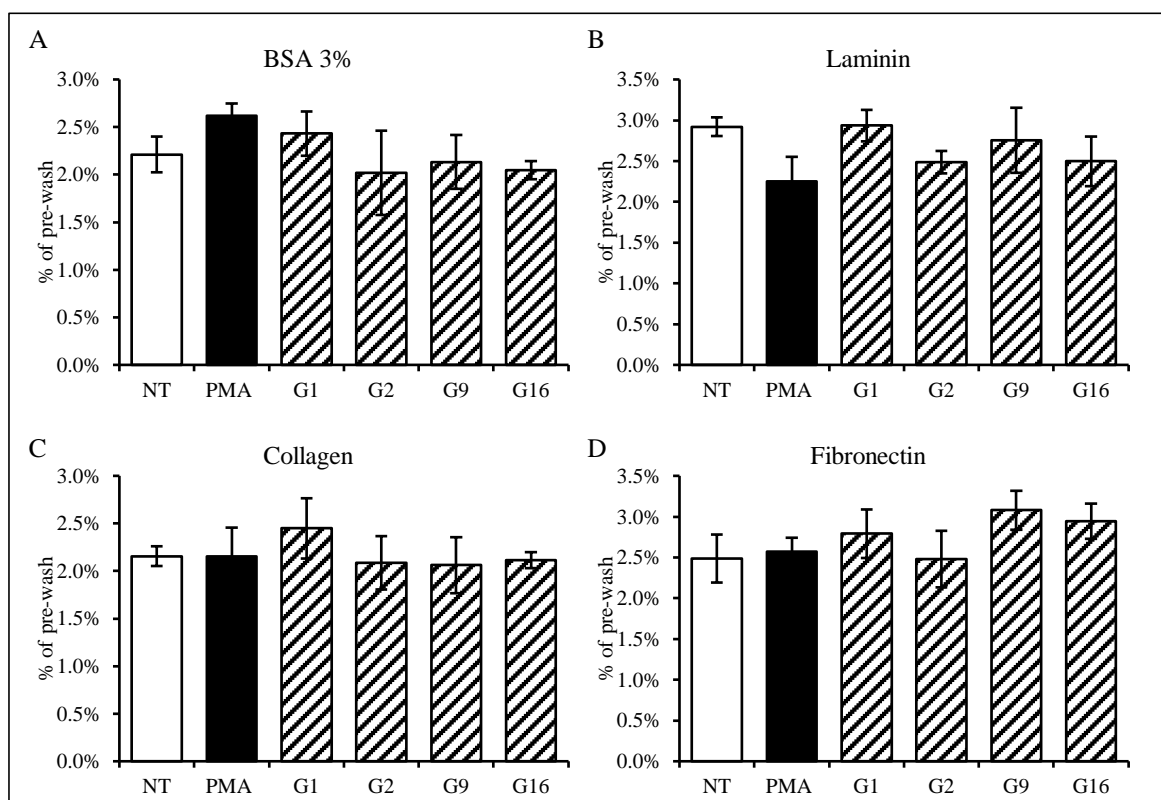 A
BSA 3%
% of pre-wash
3.0%
2.5%
2.0%
1.5%
1.0%
0.5%
0.0%
NT PMA G1 G2 G9 G16
B
Laminin
% of pre-wash
3.5%
3.0%
2.5%
2.0%
1.5%
1.0%
0.5%
0.0%
NT PMA G1 G2 G9 G16
C
Collagen
% of pre-wash
3.0%
2.5%
2.0%
1.5%
1.0%
0.5%
0.0%
NT PMA G1 G2 G9 G16
D
Fibronectin
% of pre-wash
3.5%
3.0%
2.5%
2.0%
1.5%
1.0%
0.5%
0.0%
NT PMA G1 G2 G9 G16